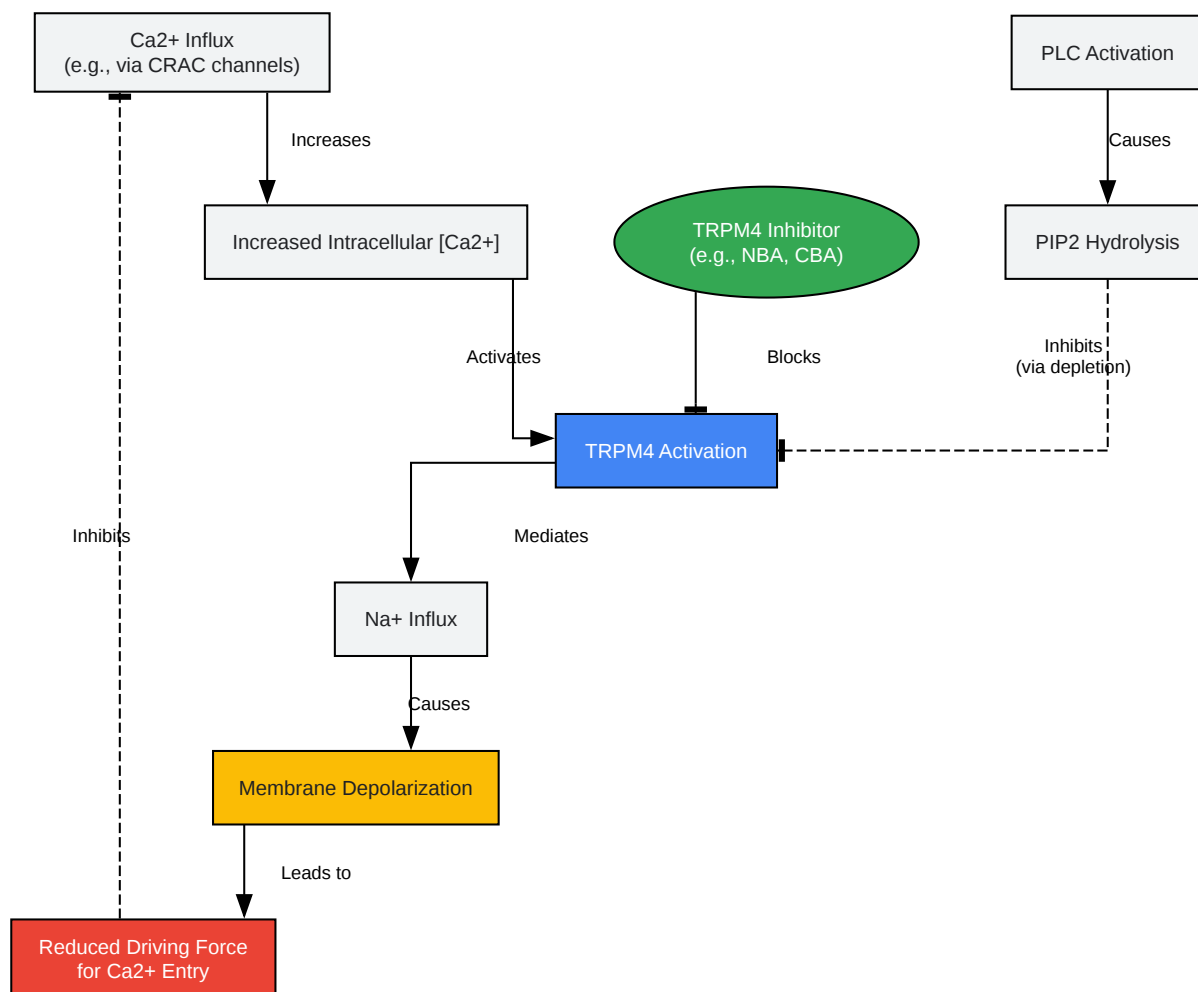 Ca2+ Influx
(e.g., via CRAC channels)
PLC Activation
Increases
Causes
Increased Intracellular [Ca2+]
TRPM4 Inhibitor
(e.g., NBA, CBA)
PIP2 Hydrolysis
Activates
Blocks
Inhibits
(via depletion)
TRPM4 Activation
Inhibits
Mediates
Na+ Influx
Causes
Membrane Depolarization
Leads to
Reduced Driving Force
for Ca2+ Entry